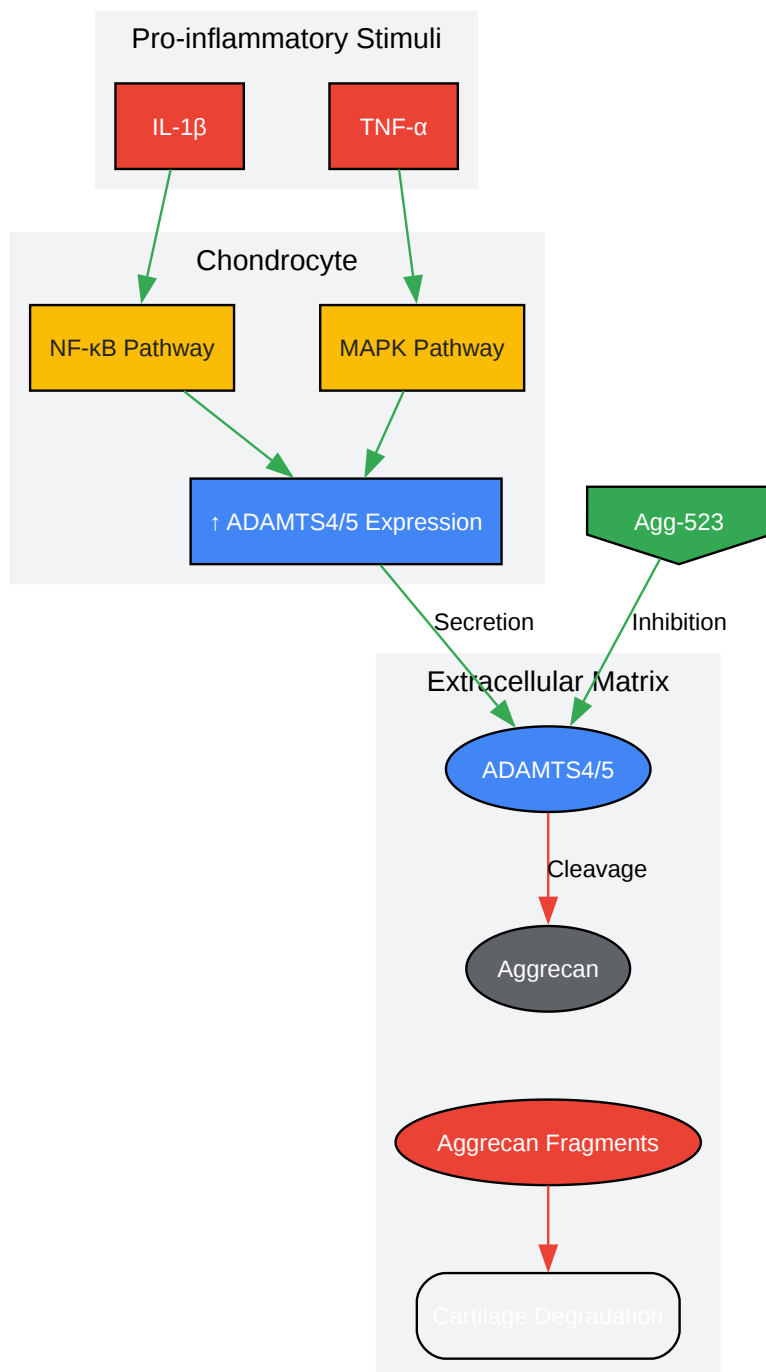 Pro-inflammatory Stimuli
IL-1β
TNF-α
Chondrocyte
NF-κB Pathway
MAPK Pathway
↑ ADAMTS4/5 Expression
Agg-523
Secretion
Inhibition
Extracellular Matrix
ADAMTS4/5
Cleavage
Aggrecan
Aggrecan Fragments
Cartilage Degradation